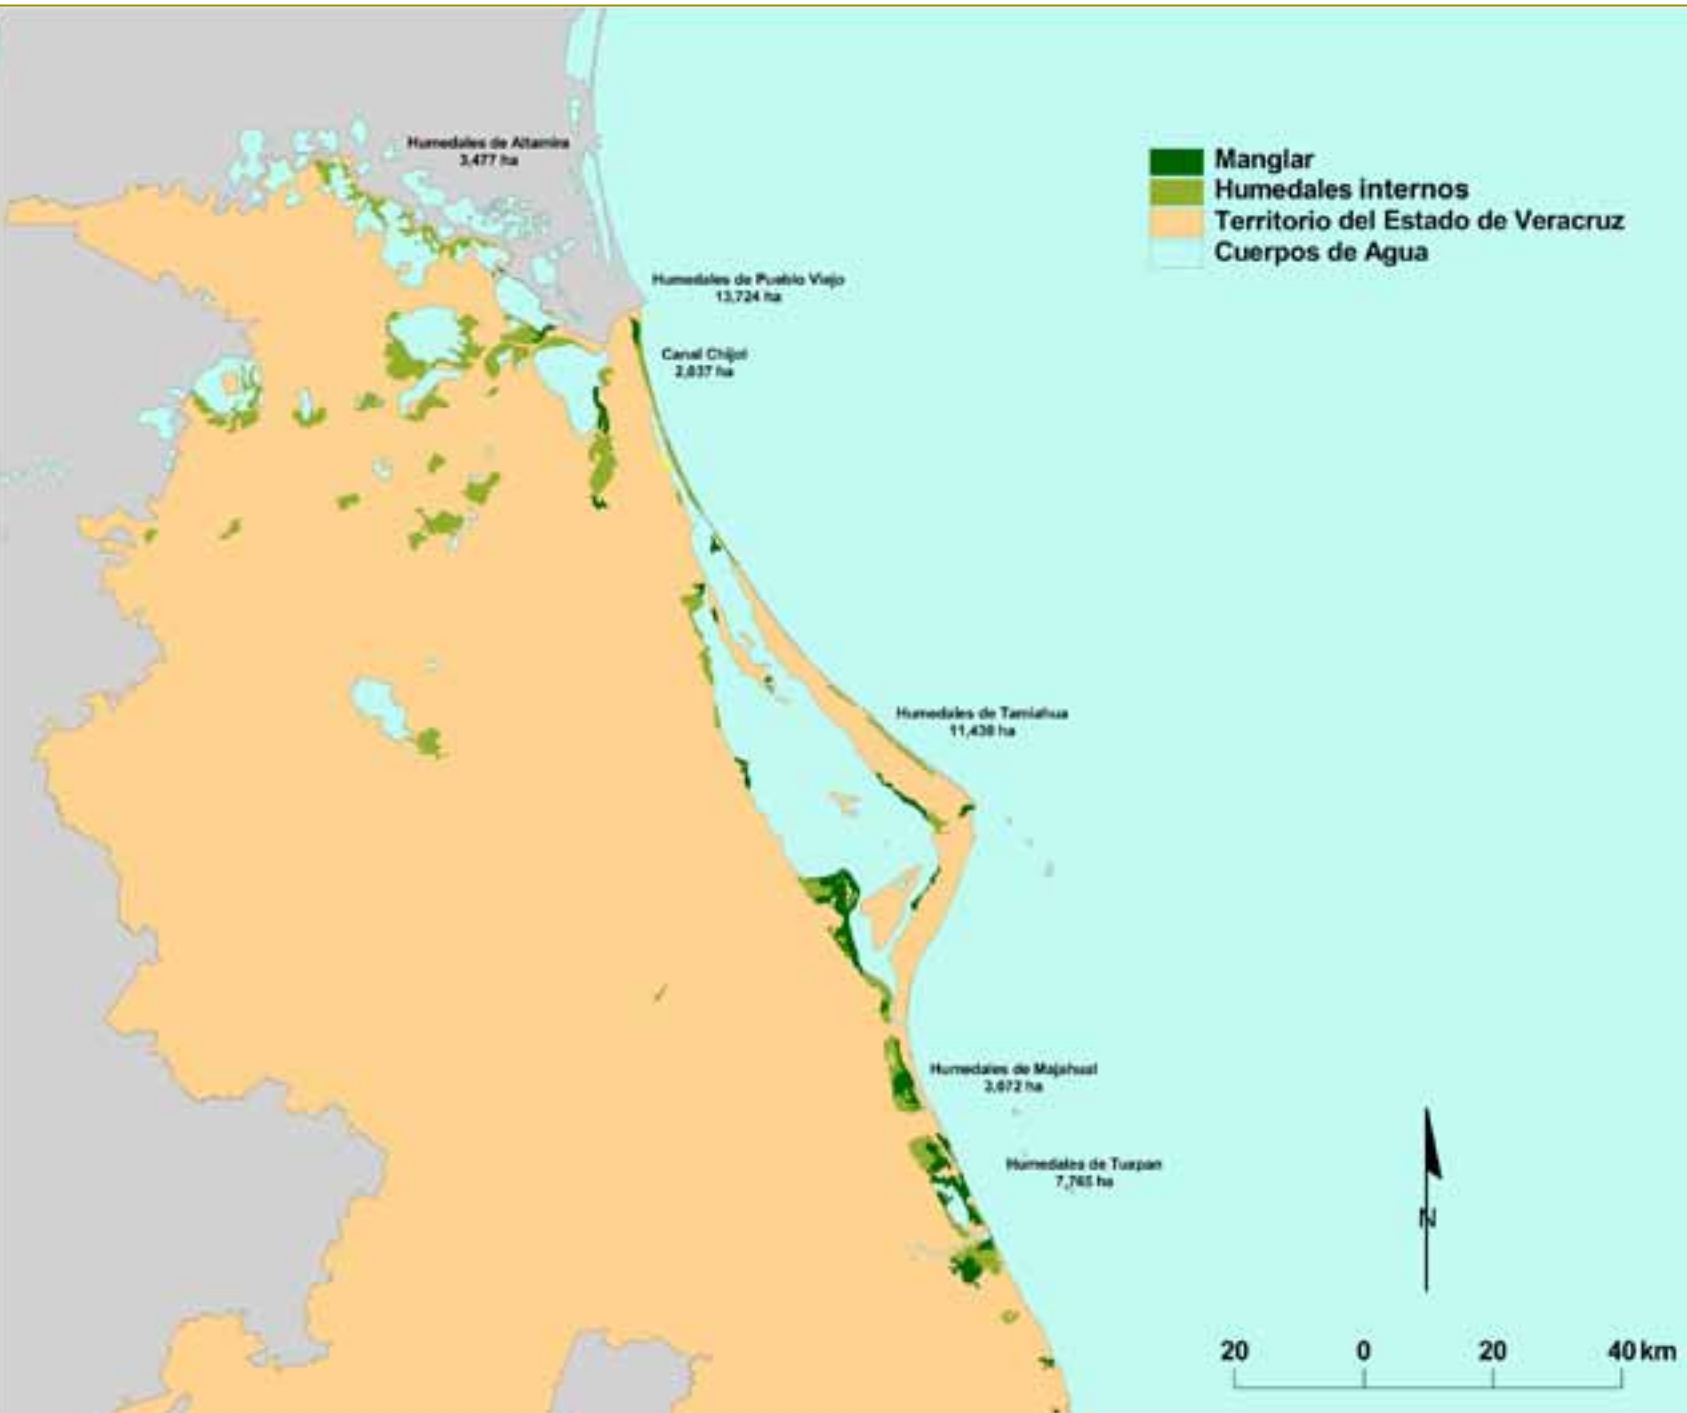 Humedales de Altamira
3,477 ha
Manglar
Humedales internos
Territorio del Estado de Veracruz
Cuerpos de Agua
Humedales de Pueblo Viejo
13,724 ha
Canal Chijol
2,037 ha
Humedales de Tamiahua
11,438 ha
Humedales de Majahual
3,672 ha
Humedales de Tuxpan
7,765 ha
N
20 0 20 40 km